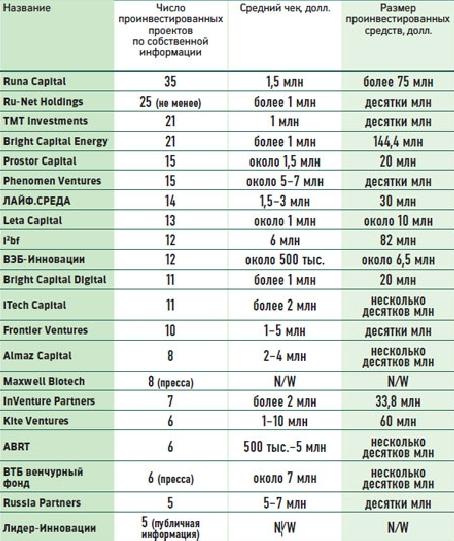 Название Число Средний чек, долл. Размер
проинвестированных проинвестированных
проектов средств, долл.
по собственной
информации
Runa Capital 35 1,5 млн более 75 млн
Ru-Net Holdings 25 (не менее) более 1 млн десятки млн
TMT Investments 21 1 млн десятки млн
Bright Capital Energy 21 более 1 млн 144,4 млн
Prostor Capital 15 около 1,5 млн 20 млн
Phenomen Ventures 15 около 5–7 млн десятки млн
ЛАЙФ.СРЕДА 14 1,5–3 млн 30 млн
Leta Capital 13 около 1 млн около 10 млн
I²bf 12 6 млн 82 млн
ВЭБ-Инновации 12 около 500 тыс. около 6,5 млн
Bright Capital Digital 11 более 1 млн 20 млн
ITech Capital 11 более 2 млн несколько
десятков млн
Frontier Ventures 10 1–5 млн десятки млн
Almaz Capital 8 2–4 млн несколько
десятков млн
Maxwell Biotech 8 (пресса) N/W N/W
InVenture Partners 7 более 2 млн 33,8 млн
Kite Ventures 6 1–10 млн 60 млн
ABRT 6 500 тыс.–5 млн несколько
десятков млн
ВТБ венчурный 6 (пресса) около 7 млн несколько
фонд десятков млн
Russia Partners 5 5–7 млн десятки млн
Лидер-Инновации 5 (публичная N/W N/W
информация)